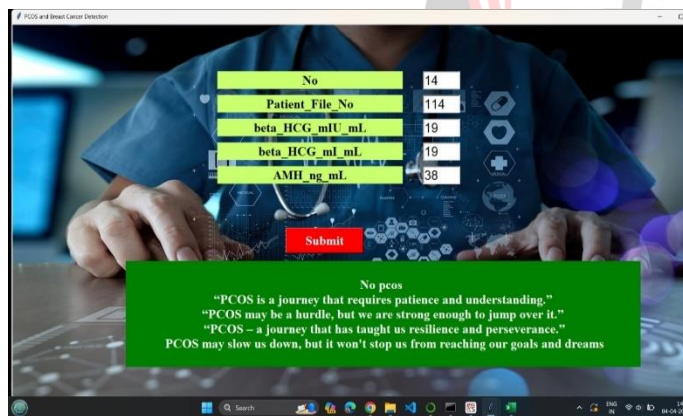 PCOS and Breast Cancer Detection
No 14
Patient_File_No 114
beta_HCG_mIU_mL 19
beta_HCG_mI_mL 19
AMH_ng_mL 38
Submit
No pcos
“PCOS is a journey that requires patience and understanding.”
“PCOS may be a hurdle, but we are strong enough to jump over it.”
“PCOS – a journey that has taught us resilience and perseverance.”
PCOS may slow us down, but it won't stop us from reaching our goals and dreams
Search
ENG
IN